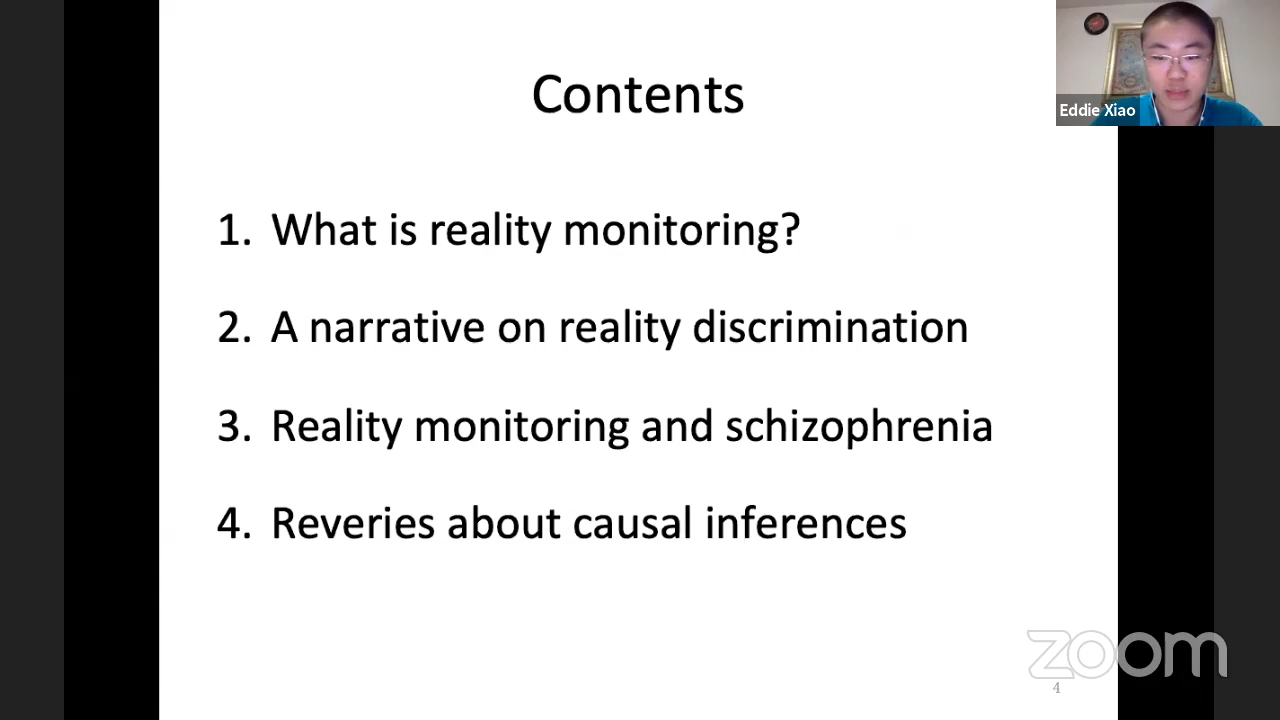 Contents
1. What is reality monitoring?
2. A narrative on reality discrimination
3. Reality monitoring and schizophrenia
4. Reveries about causal inferences
Eddie Xiao
zoom
4